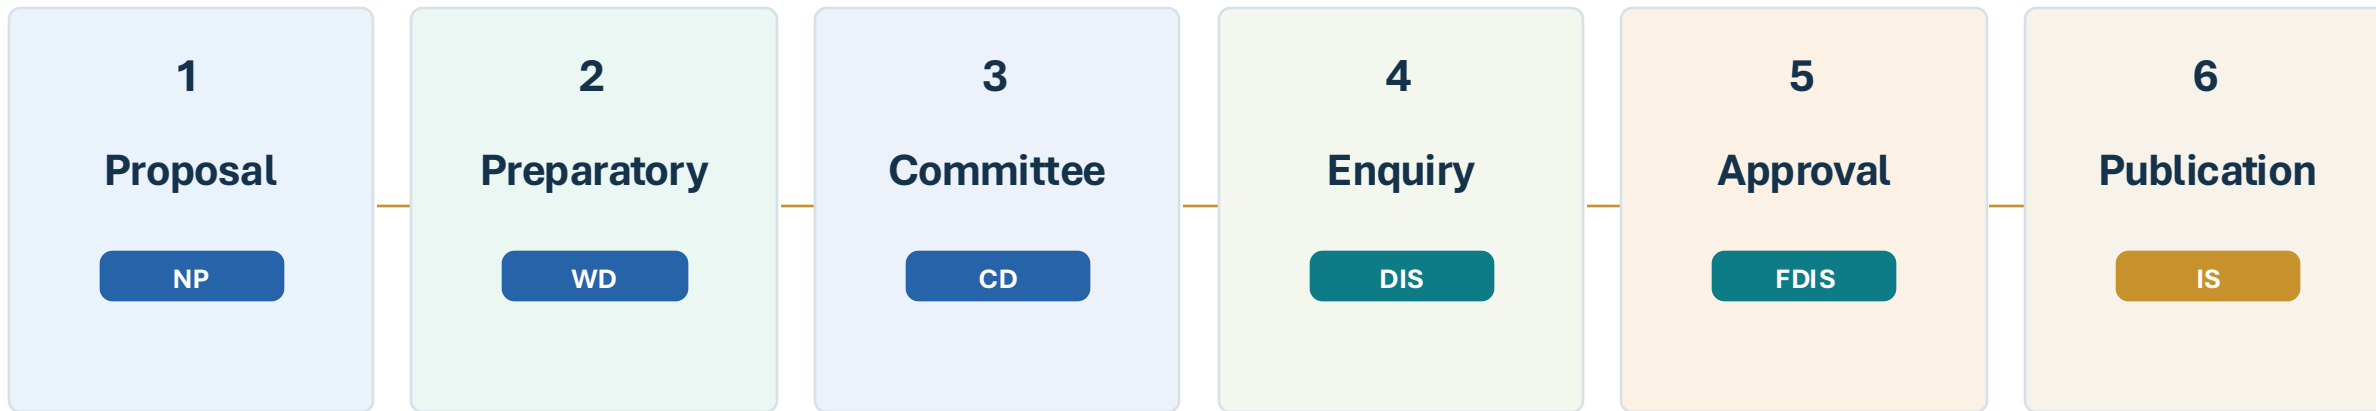 1
Proposal
NP
2
Preparatory
WD
3
Committee
CD
4
Enquiry
DIS
5
Approval
FDIS
6
Publication
IS